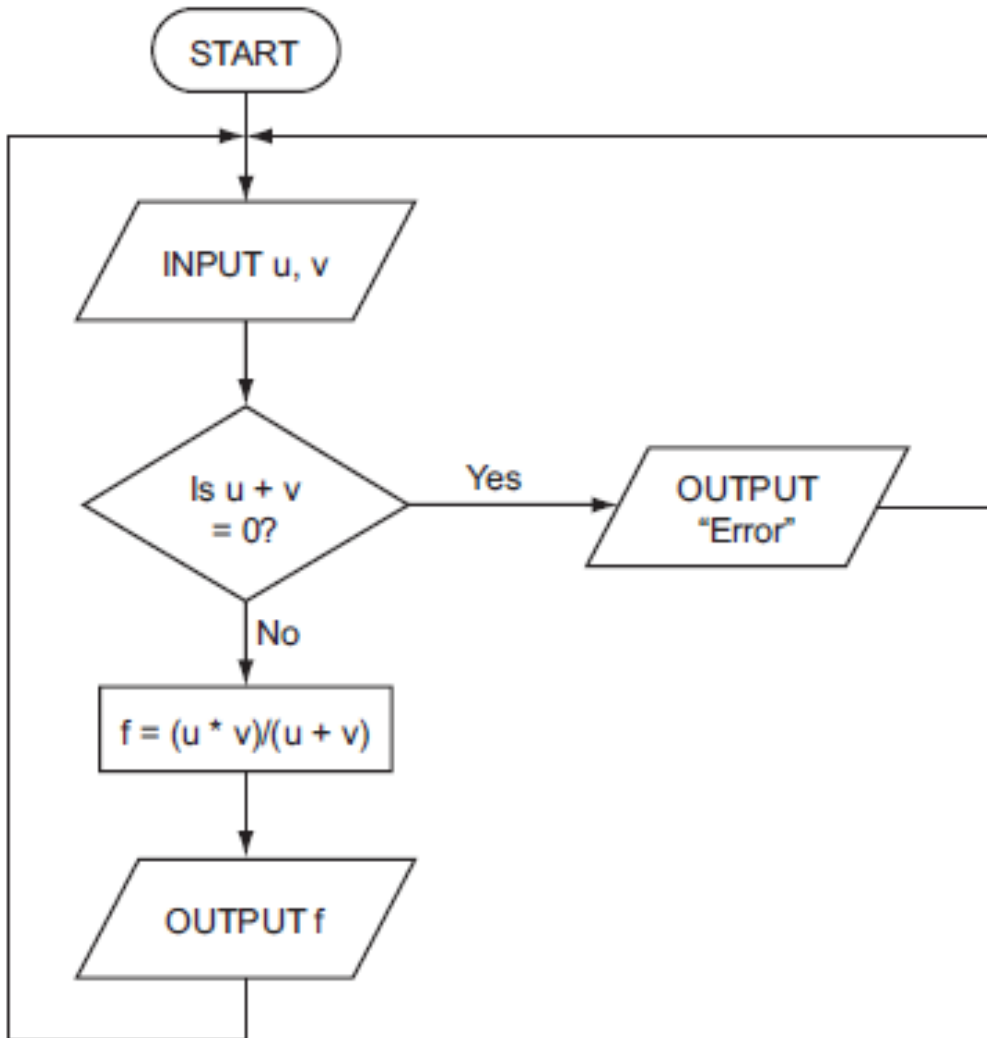 START
INPUT u, v
Is u + v
= 0?
Yes
OUTPUT
“Error”
No
f = (u * v)/(u + v)
OUTPUT f